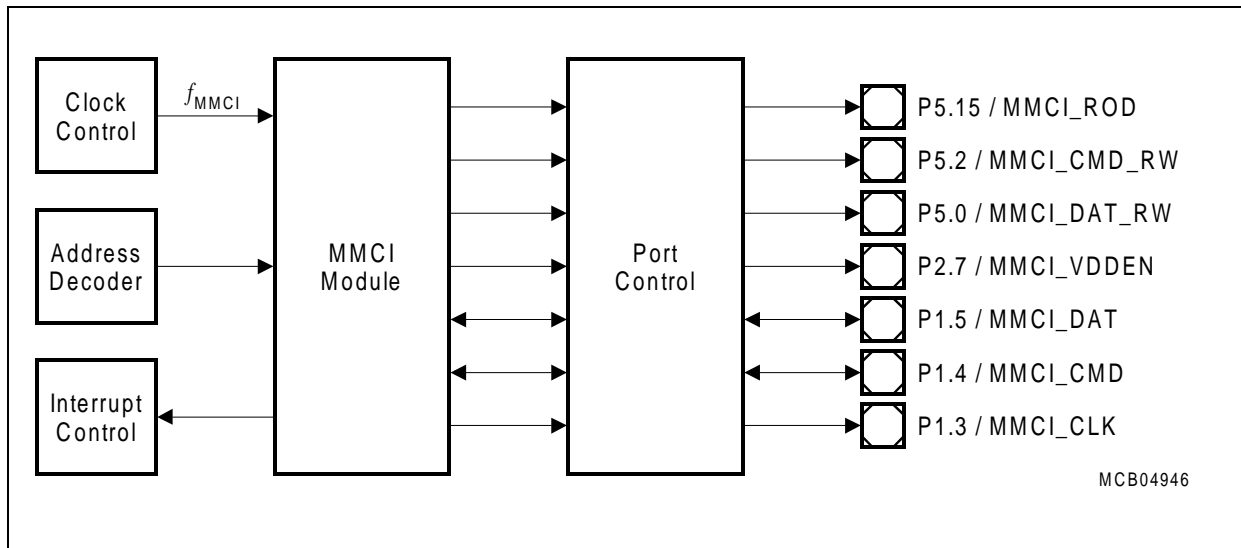 Clock
Control
fMMCI
Address
Decoder
Interrupt
Control
MMCI
Module
Port
Control
P5.15 / MMCI_ROD
P5.2 / MMCI_CMD_RW
P5.0 / MMCI_DAT_RW
P2.7 / MMCI_VDDEN
P1.5 / MMCI_DAT
P1.4 / MMCI_CMD
P1.3 / MMCI_CLK
MCB04946